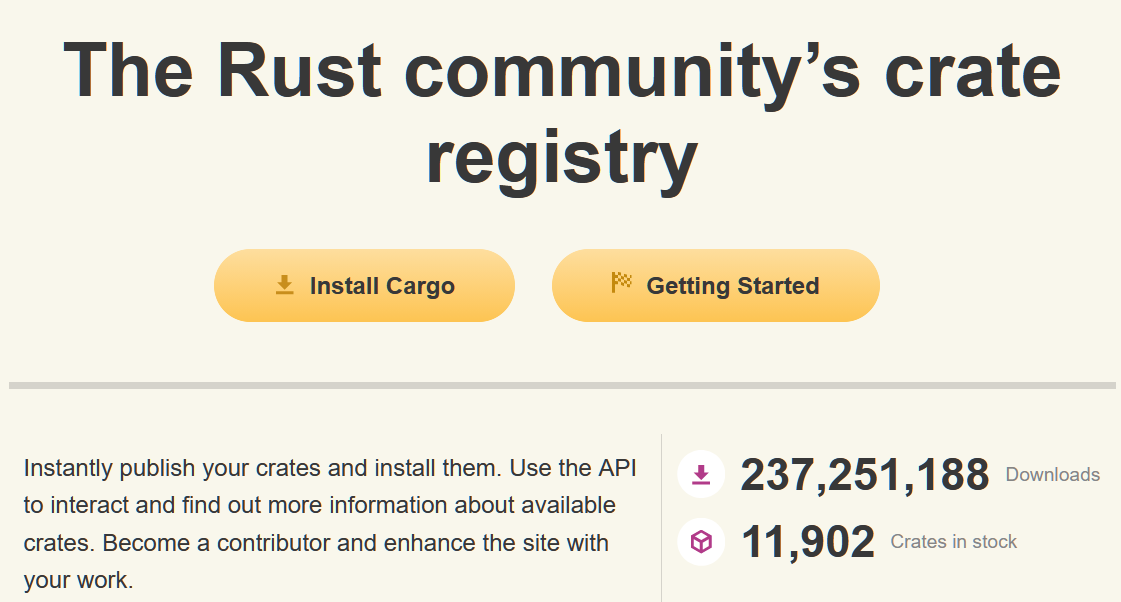 The Rust community’s crate
registry
Install Cargo
Getting Started
Instantly publish your crates and install them. Use the API
to interact and find out more information about available
crates. Become a contributor and enhance the site with
your work.
237,251,188 Downloads
11,902 Crates in stock